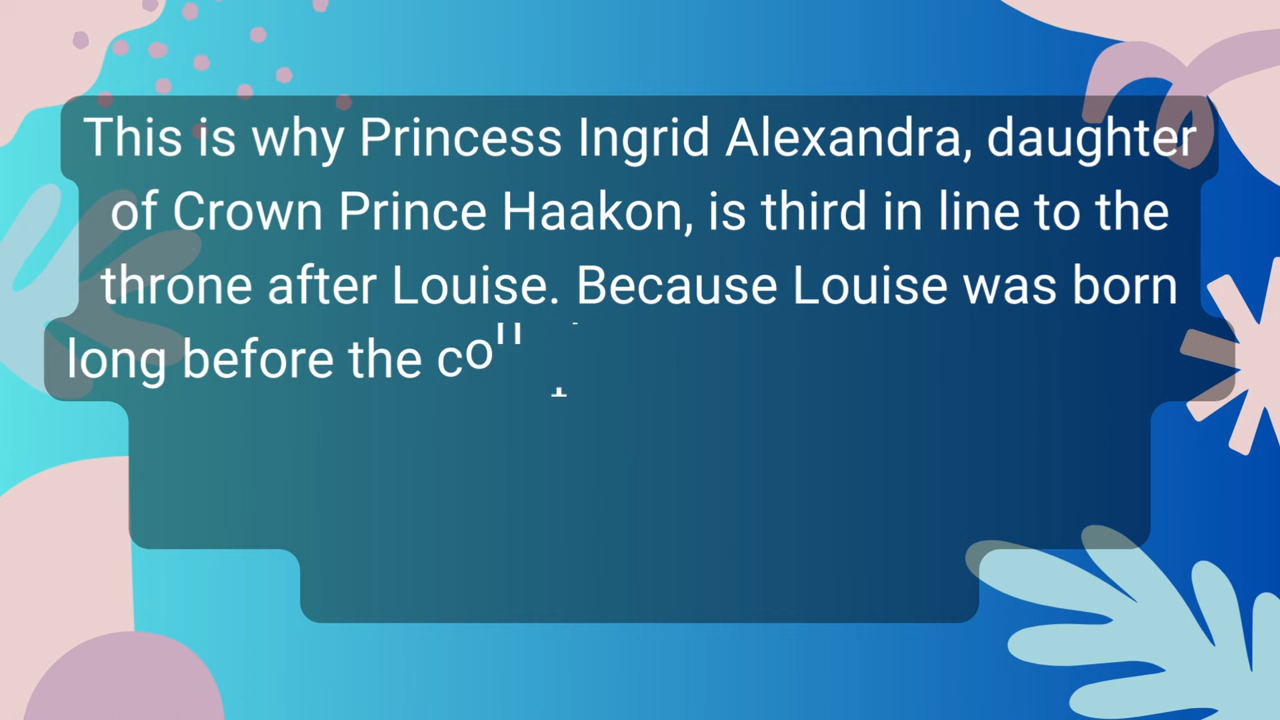 This is why Princess Ingrid Alexandra, daughter
of Crown Prince Haakon, is third in line to the
throne after Louise. Because Louise was born
long before the